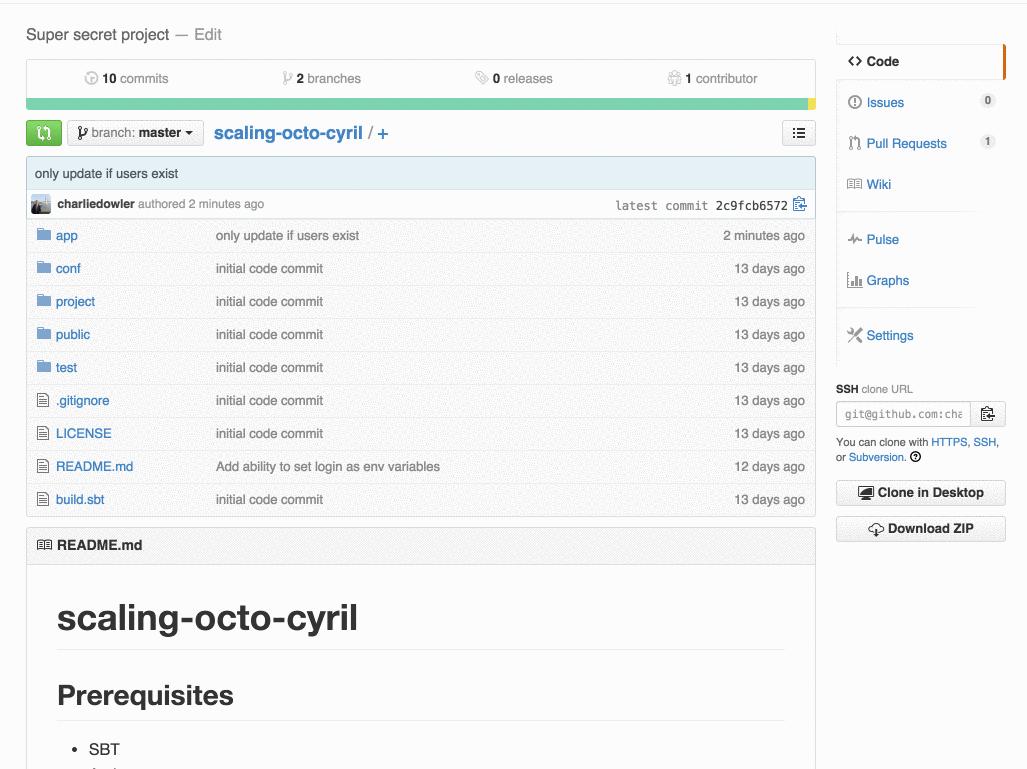 Super secret project — Edit
10 commits 2 branches 0 releases 1 contributor
branch: master scaling-octo-cyril / +
only update if users exist
charliedowler authored 2 minutes ago latest commit 2c9fcb6572
app only update if users exist 2 minutes ago
conf initial code commit 13 days ago
project initial code commit 13 days ago
public initial code commit 13 days ago
test initial code commit 13 days ago
.gitignore initial code commit 13 days ago
LICENSE initial code commit 13 days ago
README.md Add ability to set login as env variables 12 days ago
build.sbt initial code commit 13 days ago
README.md
scaling-octo-cyril
Prerequisites
• SBT
Code
Issues 0
Pull Requests 1
Wiki
Pulse
Graphs
Settings
SSH clone URL
git@github.com:cha
You can clone with HTTPS, SSH,
or Subversion.
Clone in Desktop
Download ZIP